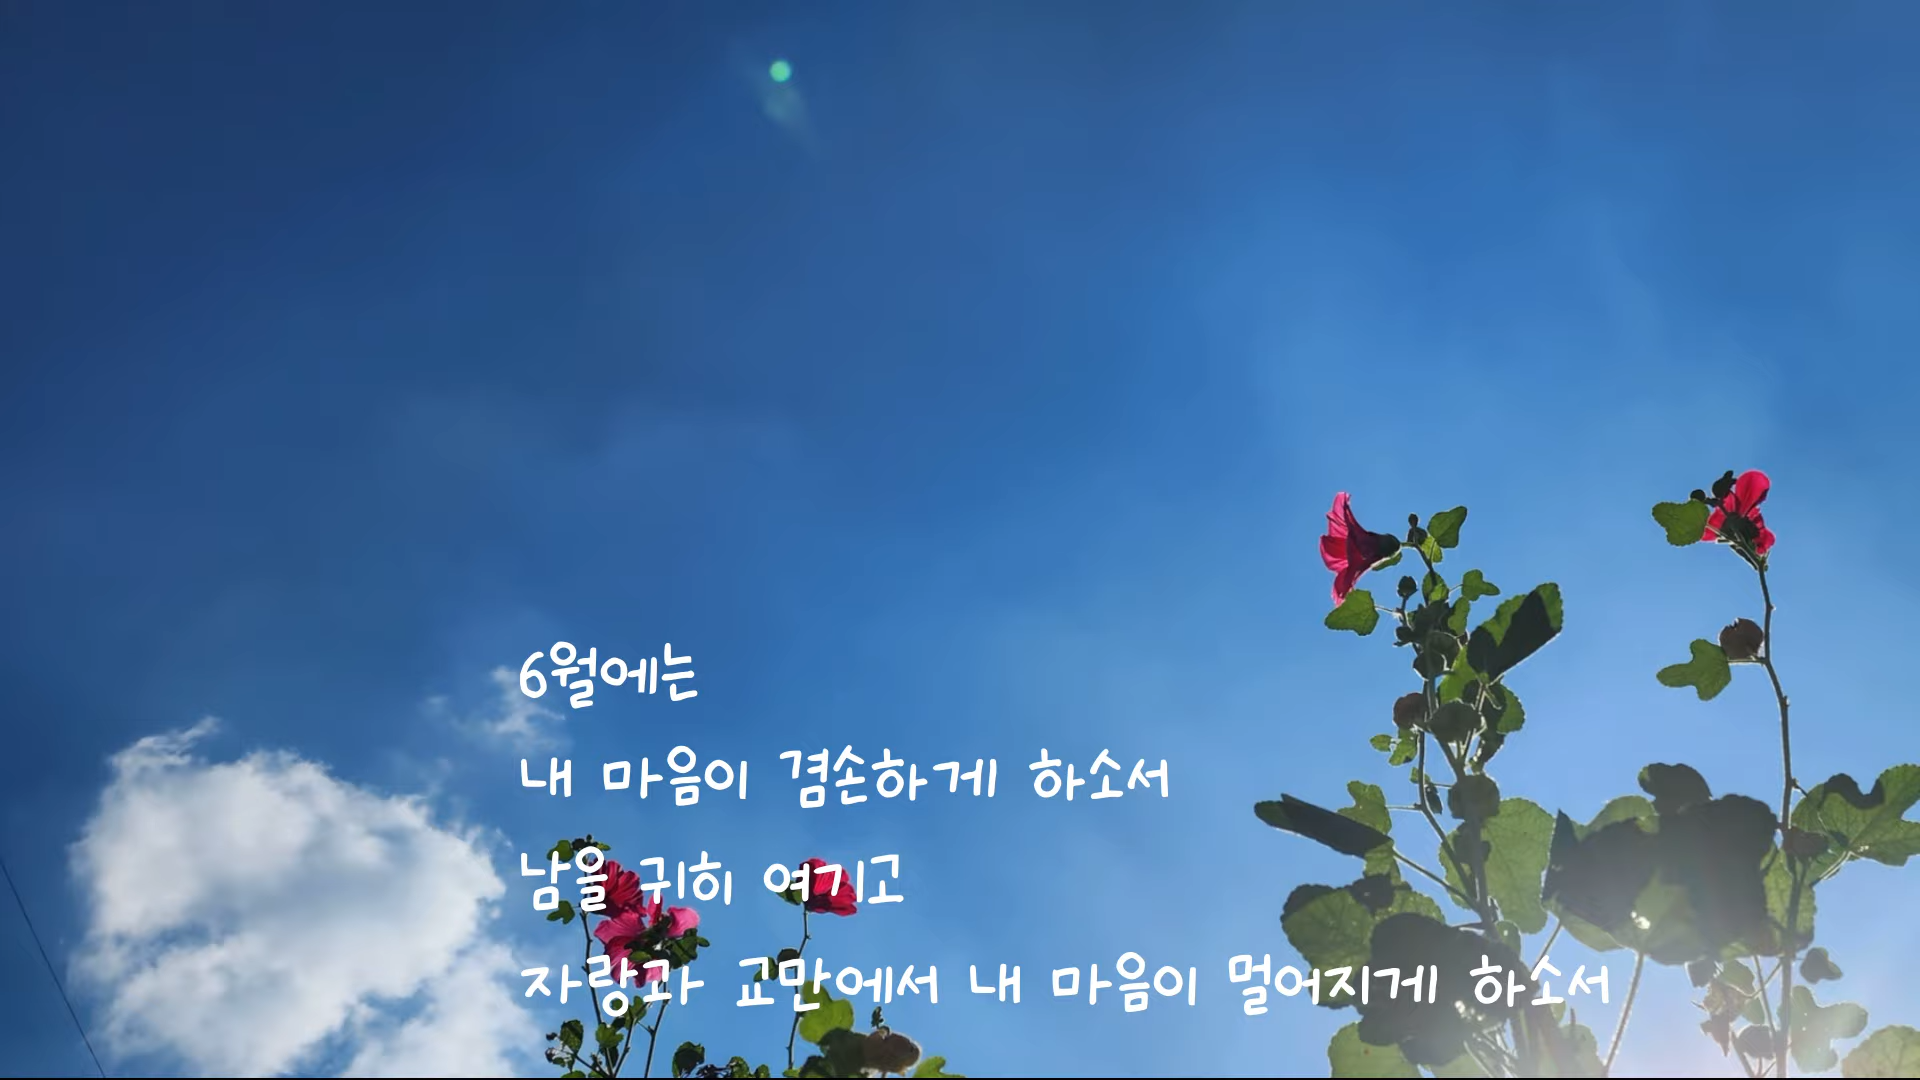 6월에는
내 마음이 겸손하게 하소서
남을 귀히 여기고
자랑과 교만에서 내 마음이 멀어지게 하소서